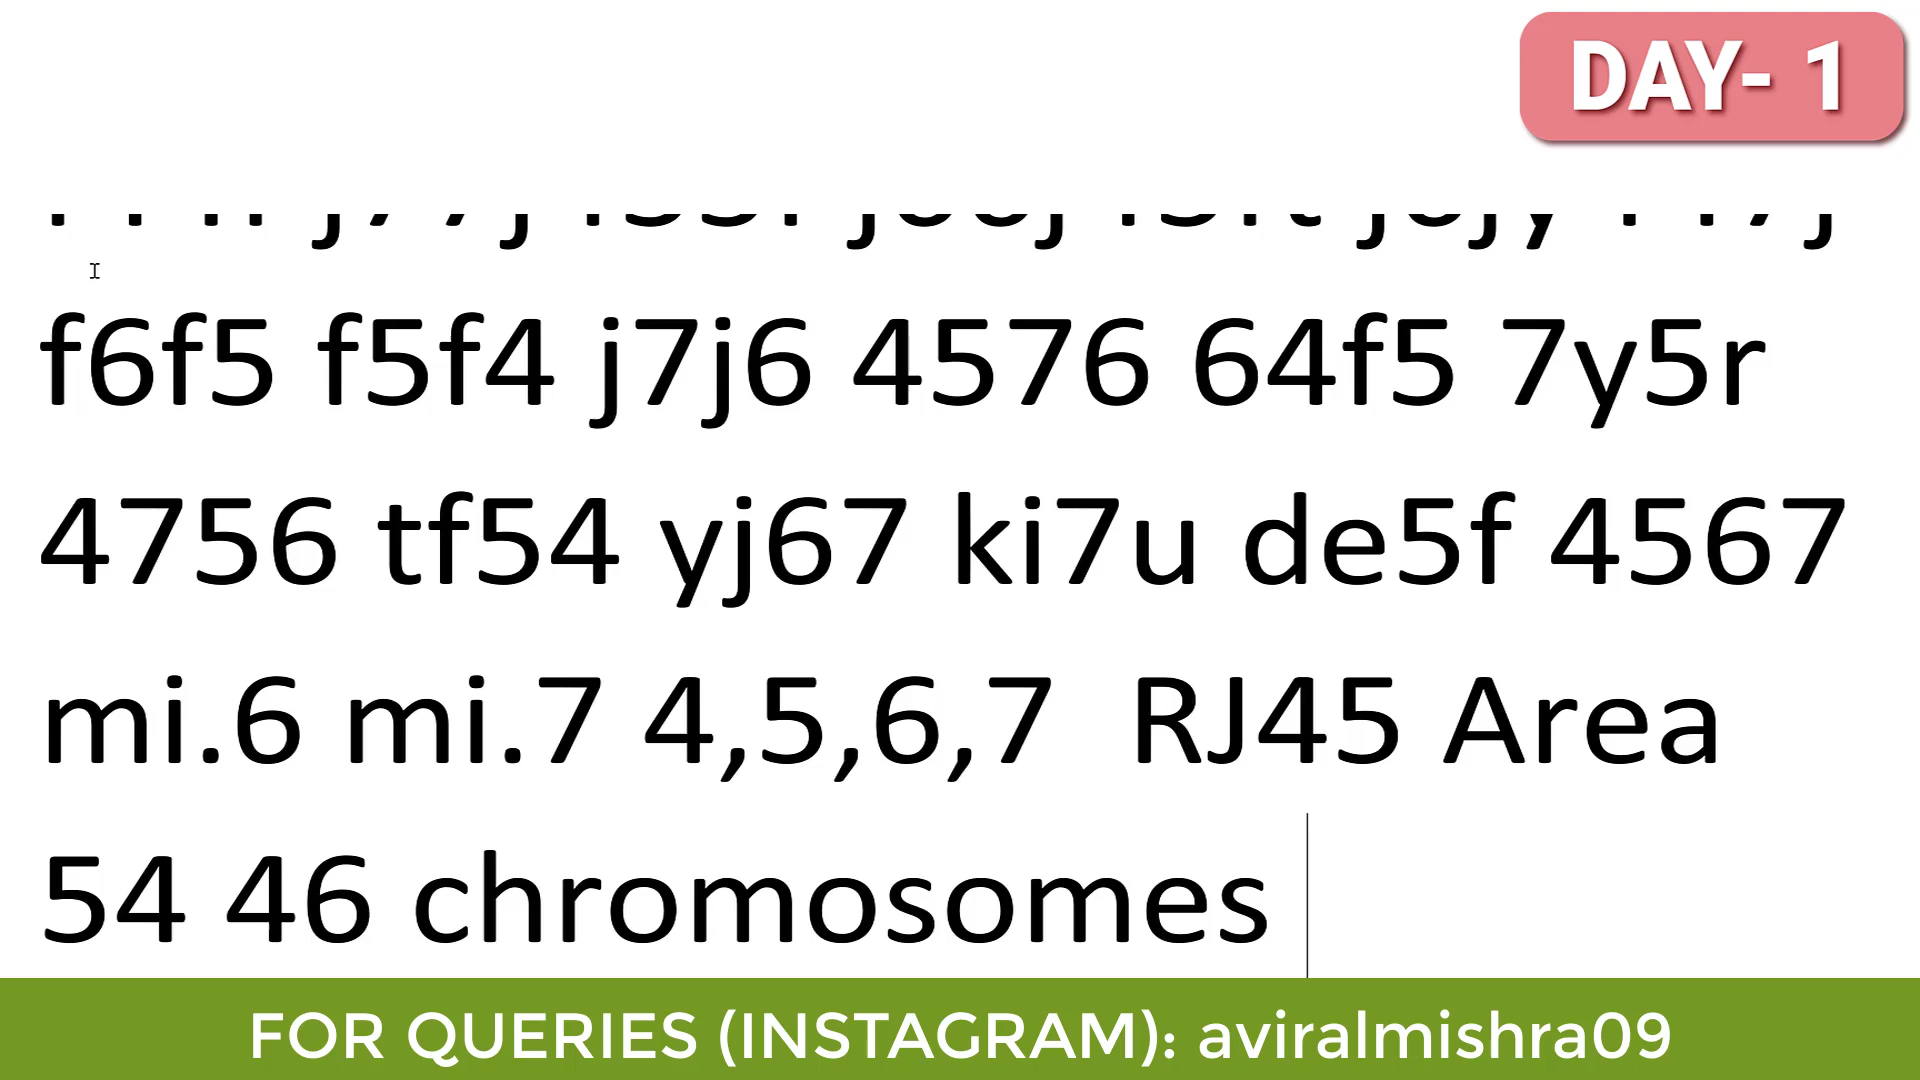 DAY- 1
f6f5 f5f4 j7j6 4576 64f5 7y5r
4756 tf54 yj67 ki7u de5f 4567
mi.6 mi.7 4,5,6,7  RJ45 Area
54 46 chromosomes
FOR QUERIES (INSTAGRAM): aviralmishra09